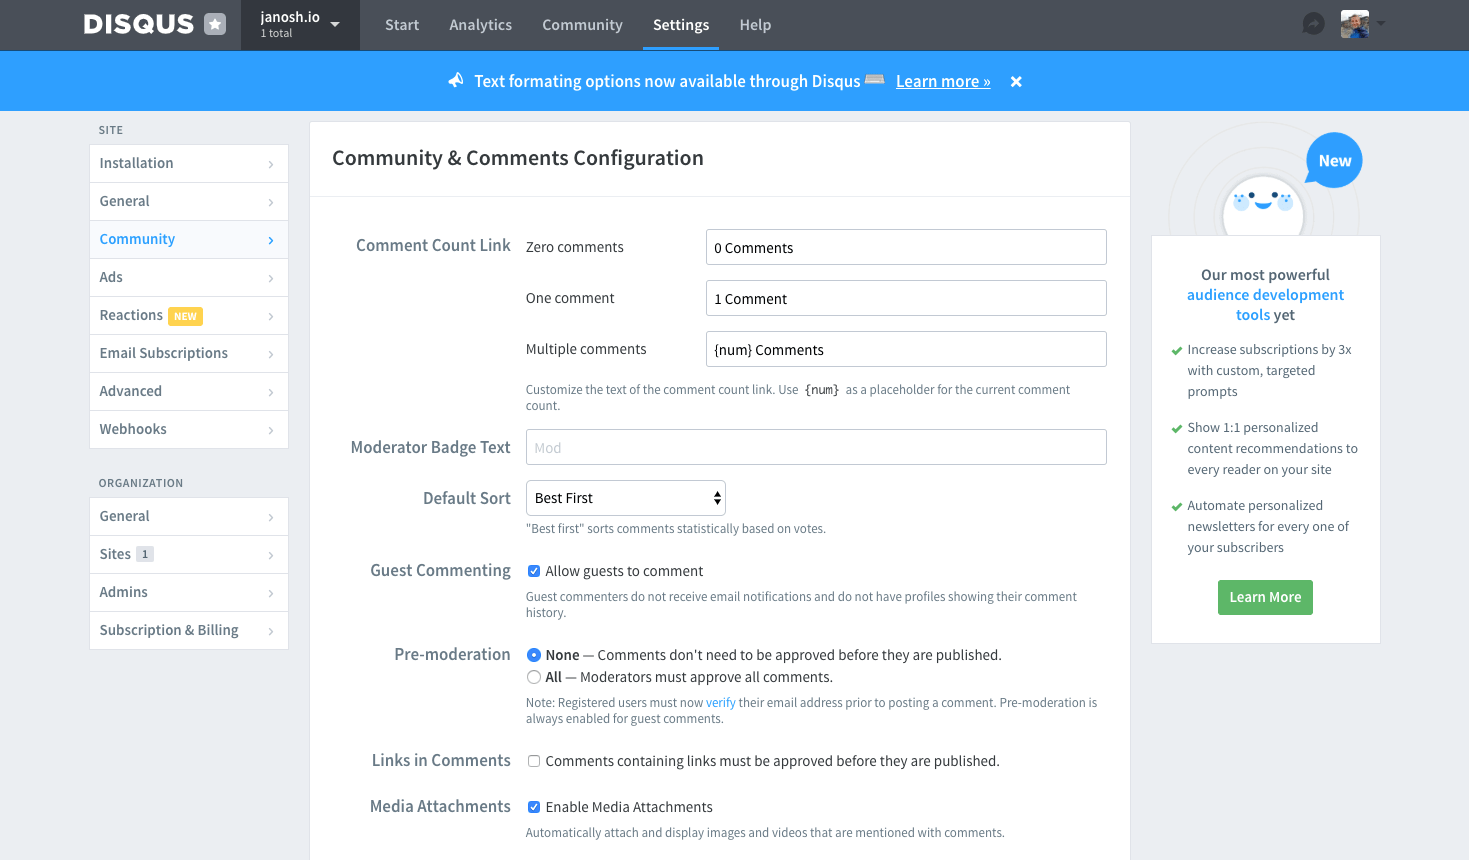 DISQUS
janosh.io
1 total
Start
Analytics
Community
Settings
Help
Text formating options now available through Disqus
Learn more »
SITE
Installation
General
Community
Ads
Reactions NEW
Email Subscriptions
Advanced
Webhooks
ORGANIZATION
General
Sites 1
Admins
Subscription & Billing
Community & Comments Configuration
Comment Count Link
Zero comments
0 Comments
One comment
1 Comment
Multiple comments
{num} Comments
Customize the text of the comment count link. Use {num} as a placeholder for the current comment
count.
Moderator Badge Text
Mod
Default Sort
Best First
"Best first" sorts comments statistically based on votes.
Guest Commenting
Allow guests to comment
Guest commenters do not receive email notifications and do not have profiles showing their comment
history.
Pre-moderation
None — Comments don't need to be approved before they are published.
All — Moderators must approve all comments.
Note: Registered users must now verify their email address prior to posting a comment. Pre-moderation is
always enabled for guest comments.
Links in Comments
Comments containing links must be approved before they are published.
Media Attachments
Enable Media Attachments
Automatically attach and display images and videos that are mentioned with comments.
New
Our most powerful
audience development
tools yet
Increase subscriptions by 3x
with custom, targeted
prompts
Show 1:1 personalized
content recommendations to
every reader on your site
Automate personalized
newsletters for every one of
your subscribers
Learn More